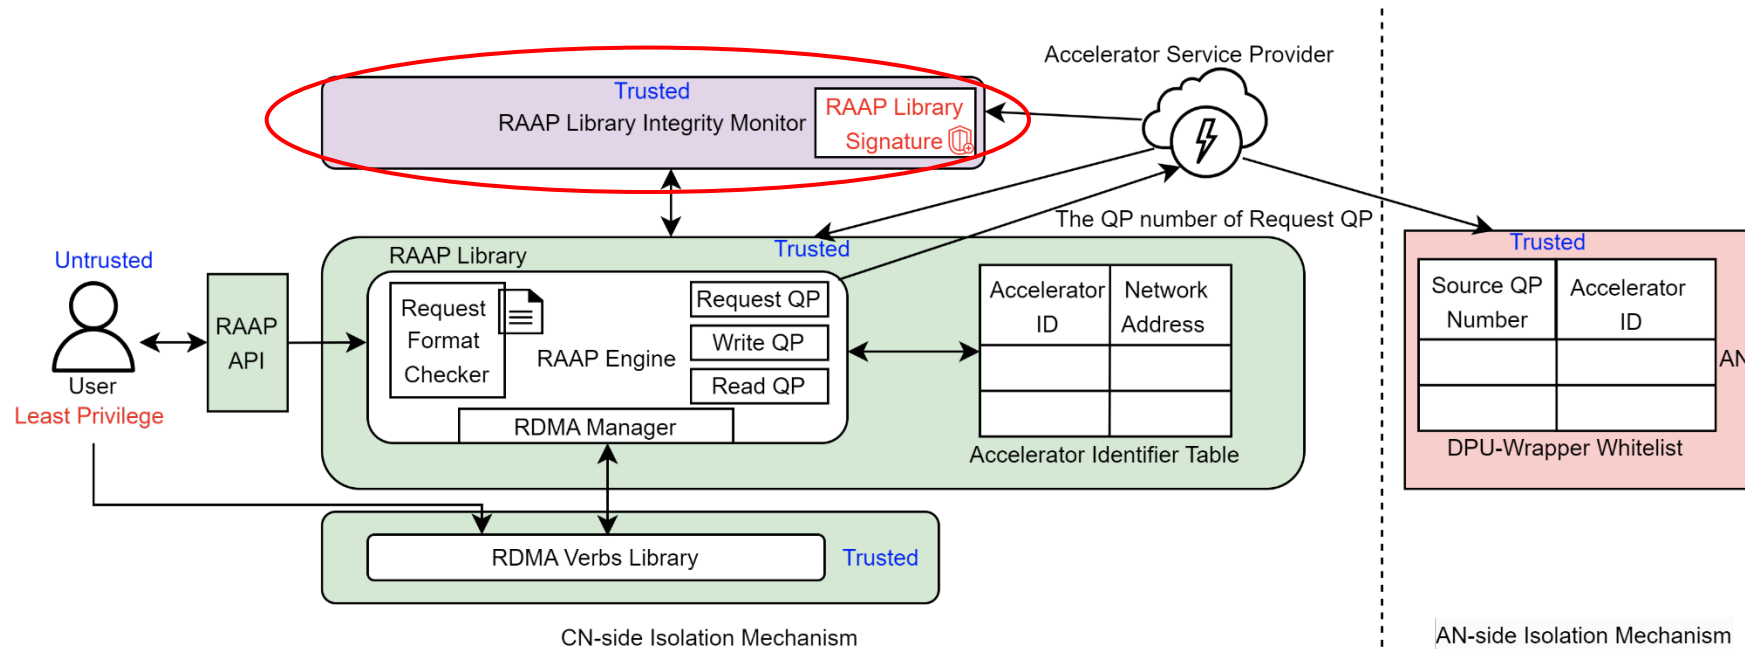 Accelerator Service Provider
Trusted
RAAP Library Integrity Monitor
RAAP Library
Signature
The QP number of Request QP
Untrusted
User
Least Privilege
RAAP
API
RAAP Library
Trusted
Request
Format
Checker
RAAP Engine
Request QP
Write QP
Read QP
RDMA Manager
Accelerator
ID
Network
Address
Accelerator Identifier Table
RDMA Verbs Library
Trusted
CN-side Isolation Mechanism
Trusted
Source QP
Number
Accelerator
ID
AN
DPU-Wrapper Whitelist
AN-side Isolation Mechanism